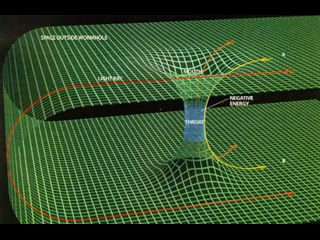 SPACE OUTSIDE WORMHOLE
MOUTH
A
LIGHT RAY
NEGATIVE
ENERGY
THROAT
B